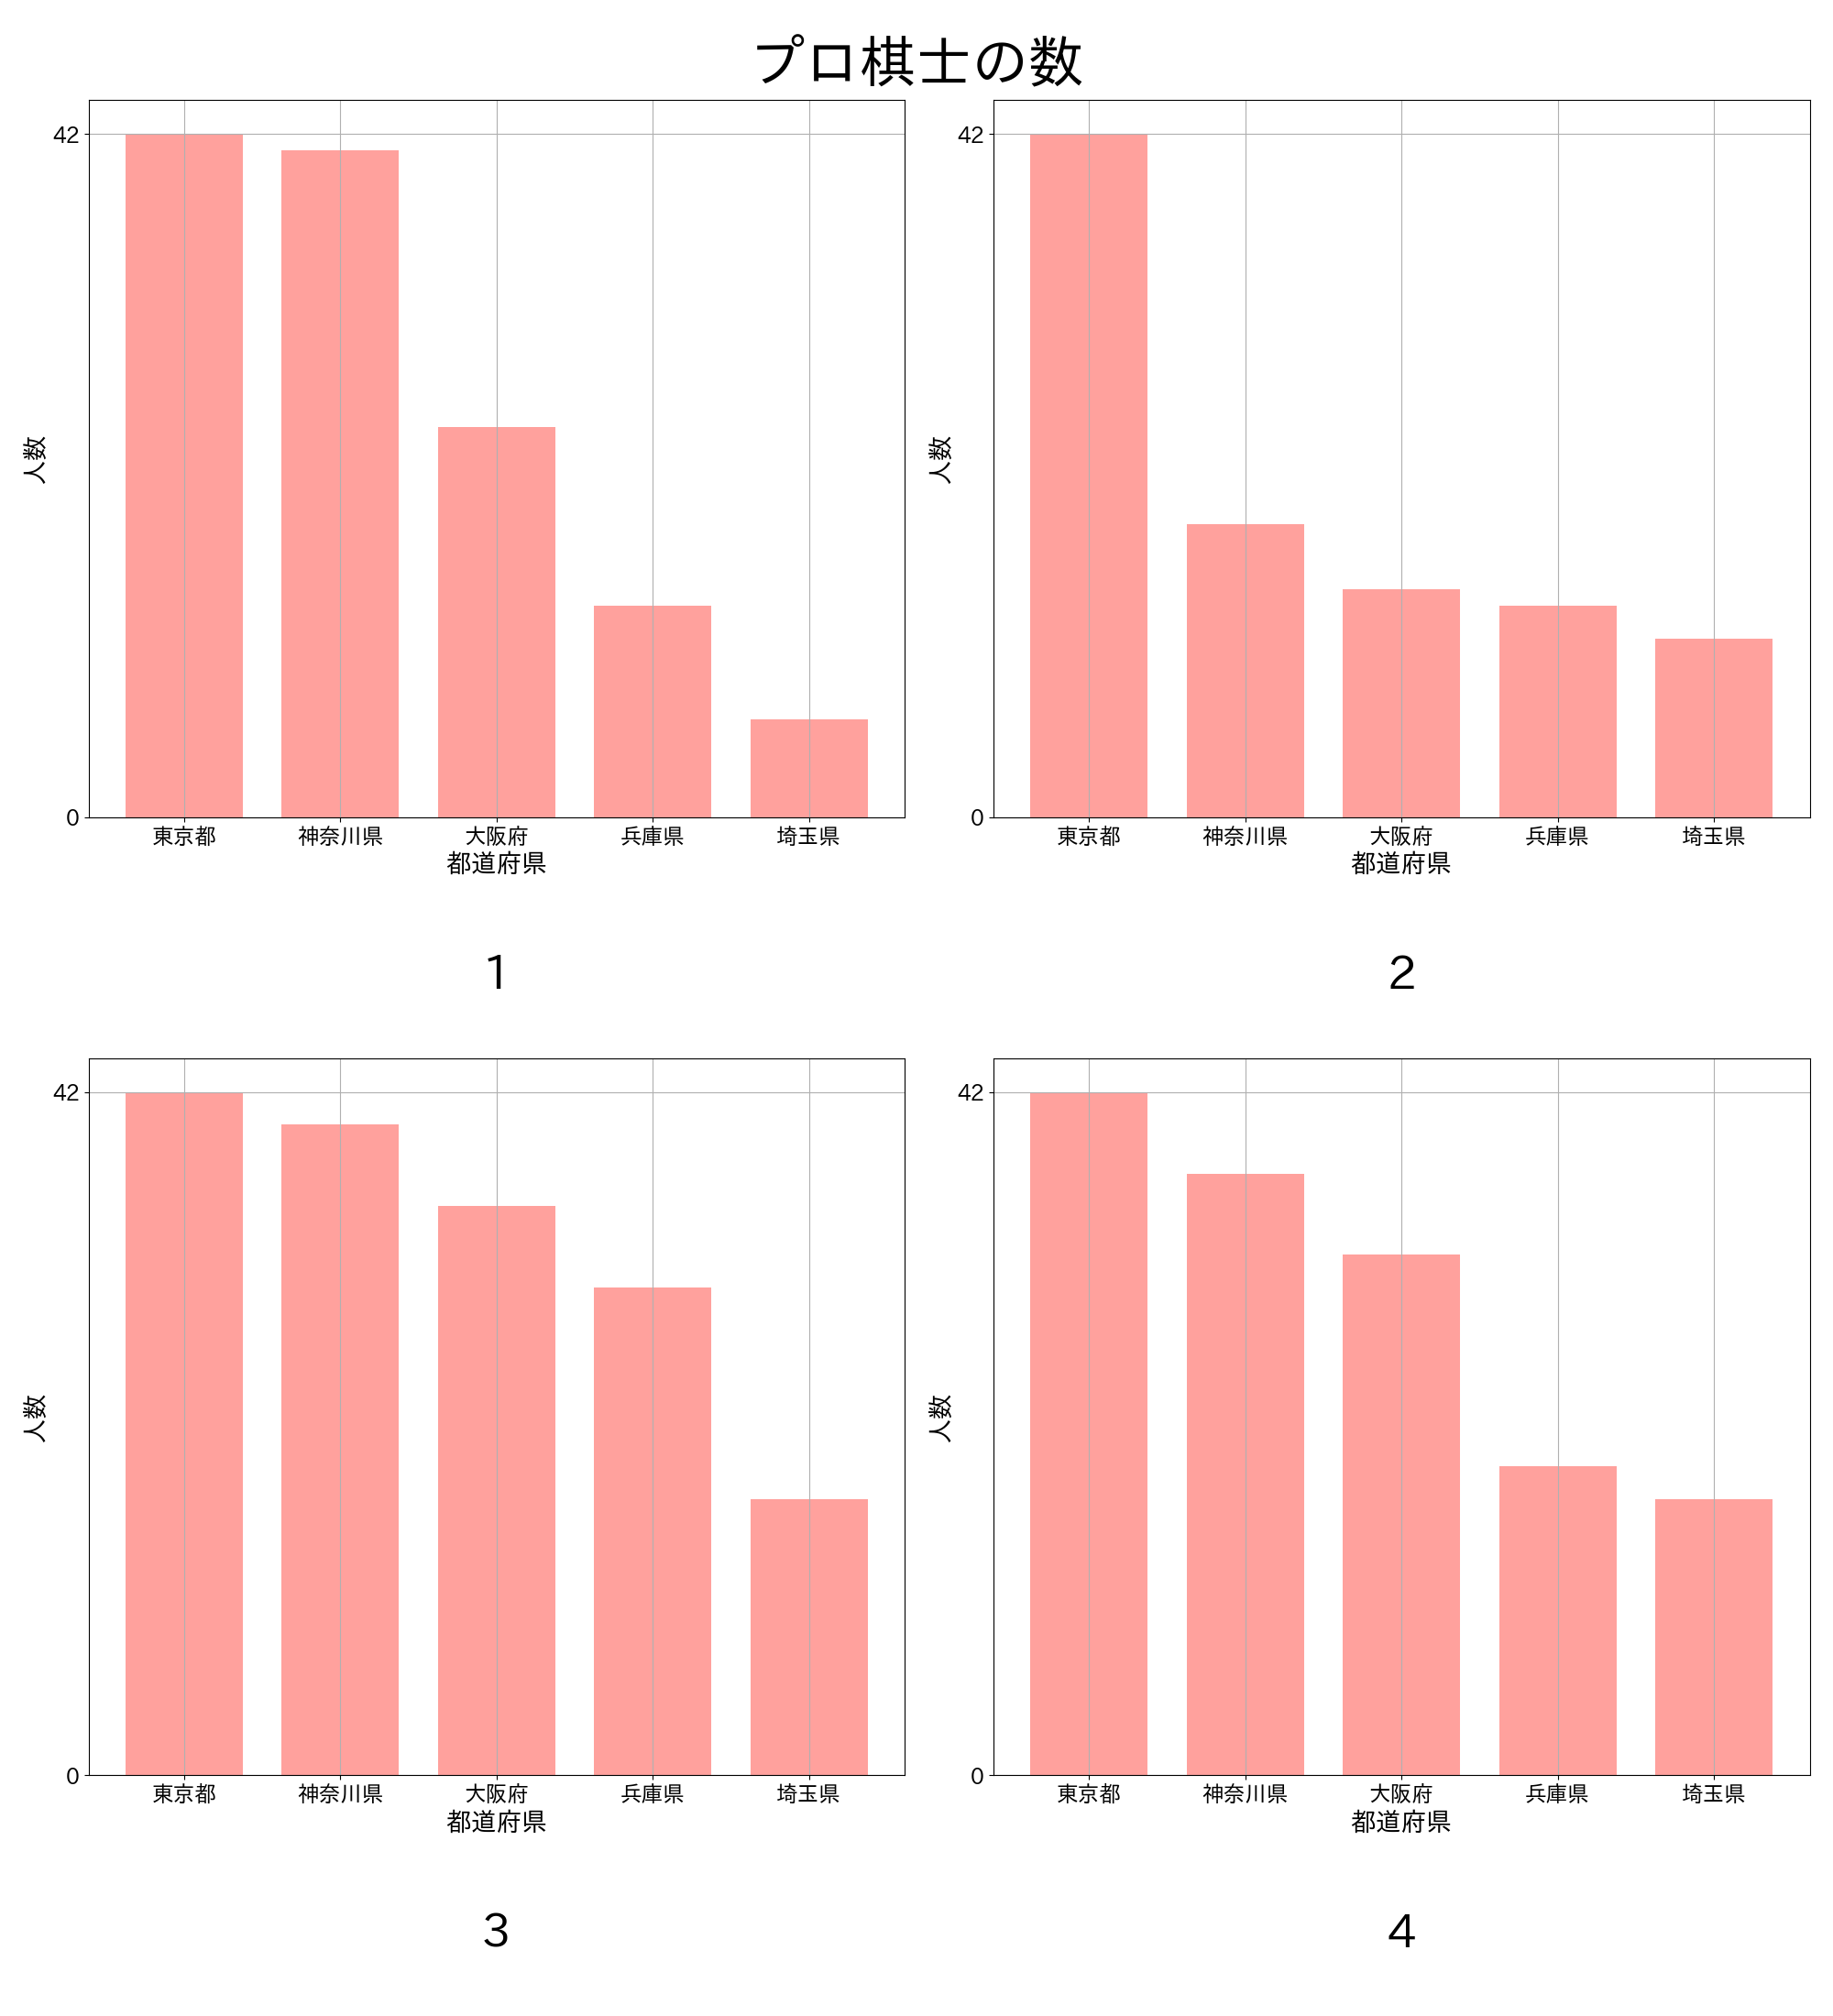 プロ棋士の数
42
人数
0
東京都 神奈川県 大阪府 兵庫県 埼玉県
都道府県
1
42
人数
0
東京都 神奈川県 大阪府 兵庫県 埼玉県
都道府県
2
42
人数
0
東京都 神奈川県 大阪府 兵庫県 埼玉県
都道府県
3
42
人数
0
東京都 神奈川県 大阪府 兵庫県 埼玉県
都道府県
4